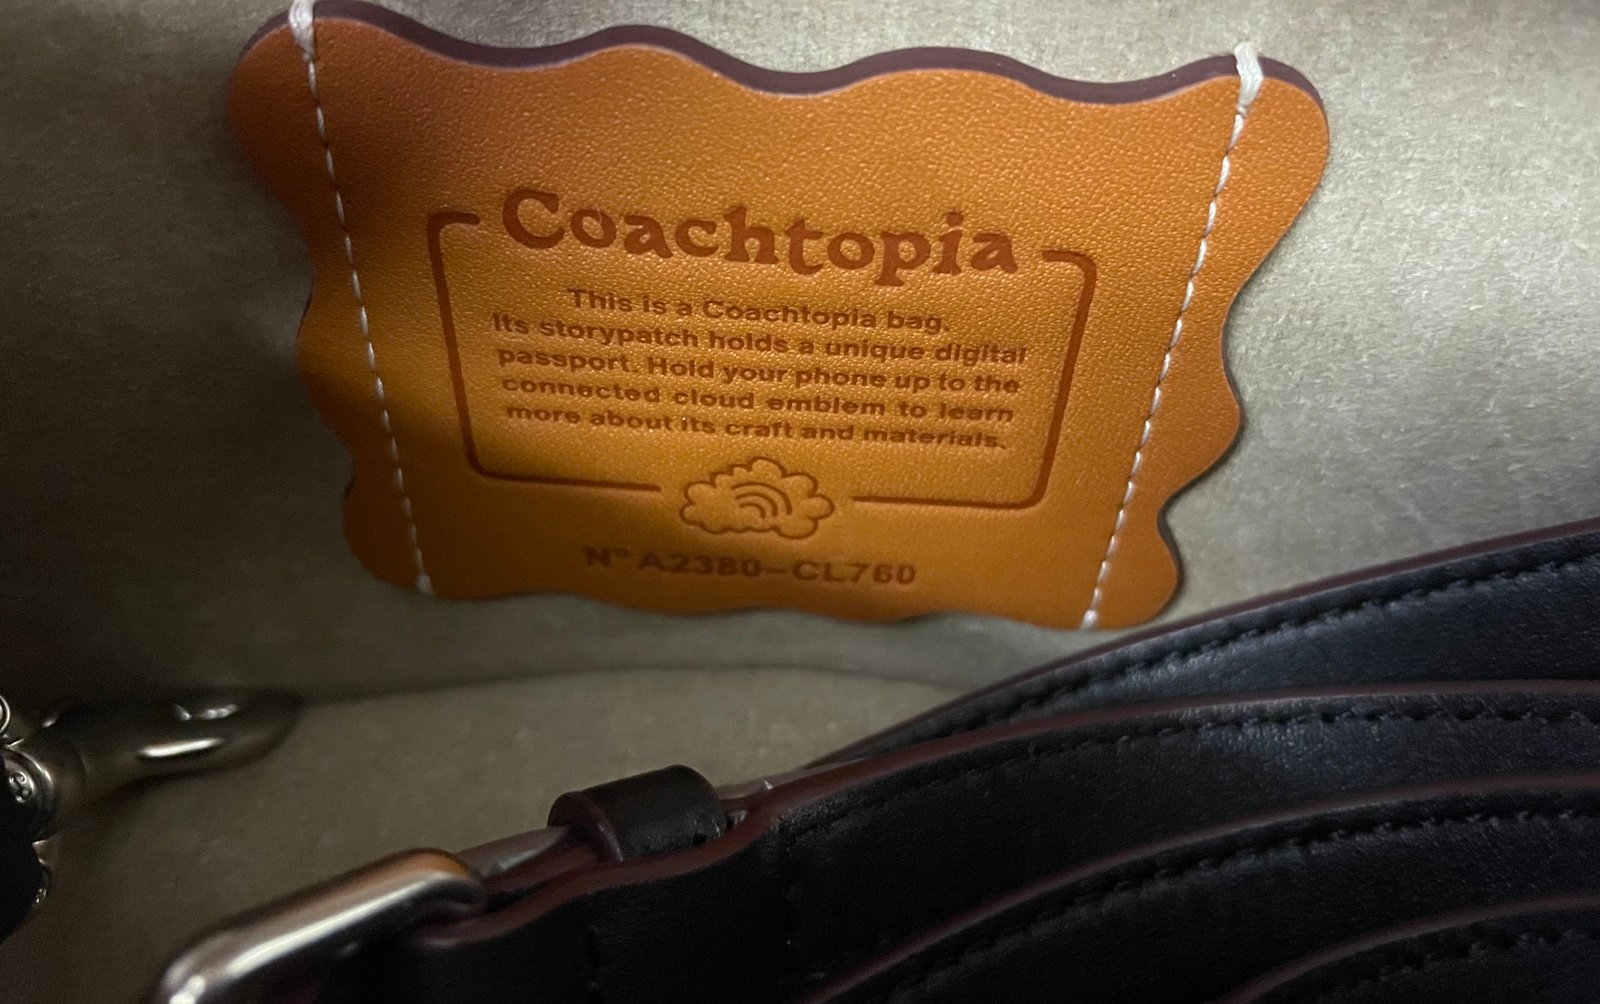 Coachtopia
This is a Coachtopia bag.
Its storypatch holds a unique digital
passport. Hold your phone up to the
connected cloud emblem to learn
more about its craft and materials.
N° A2380-CL760